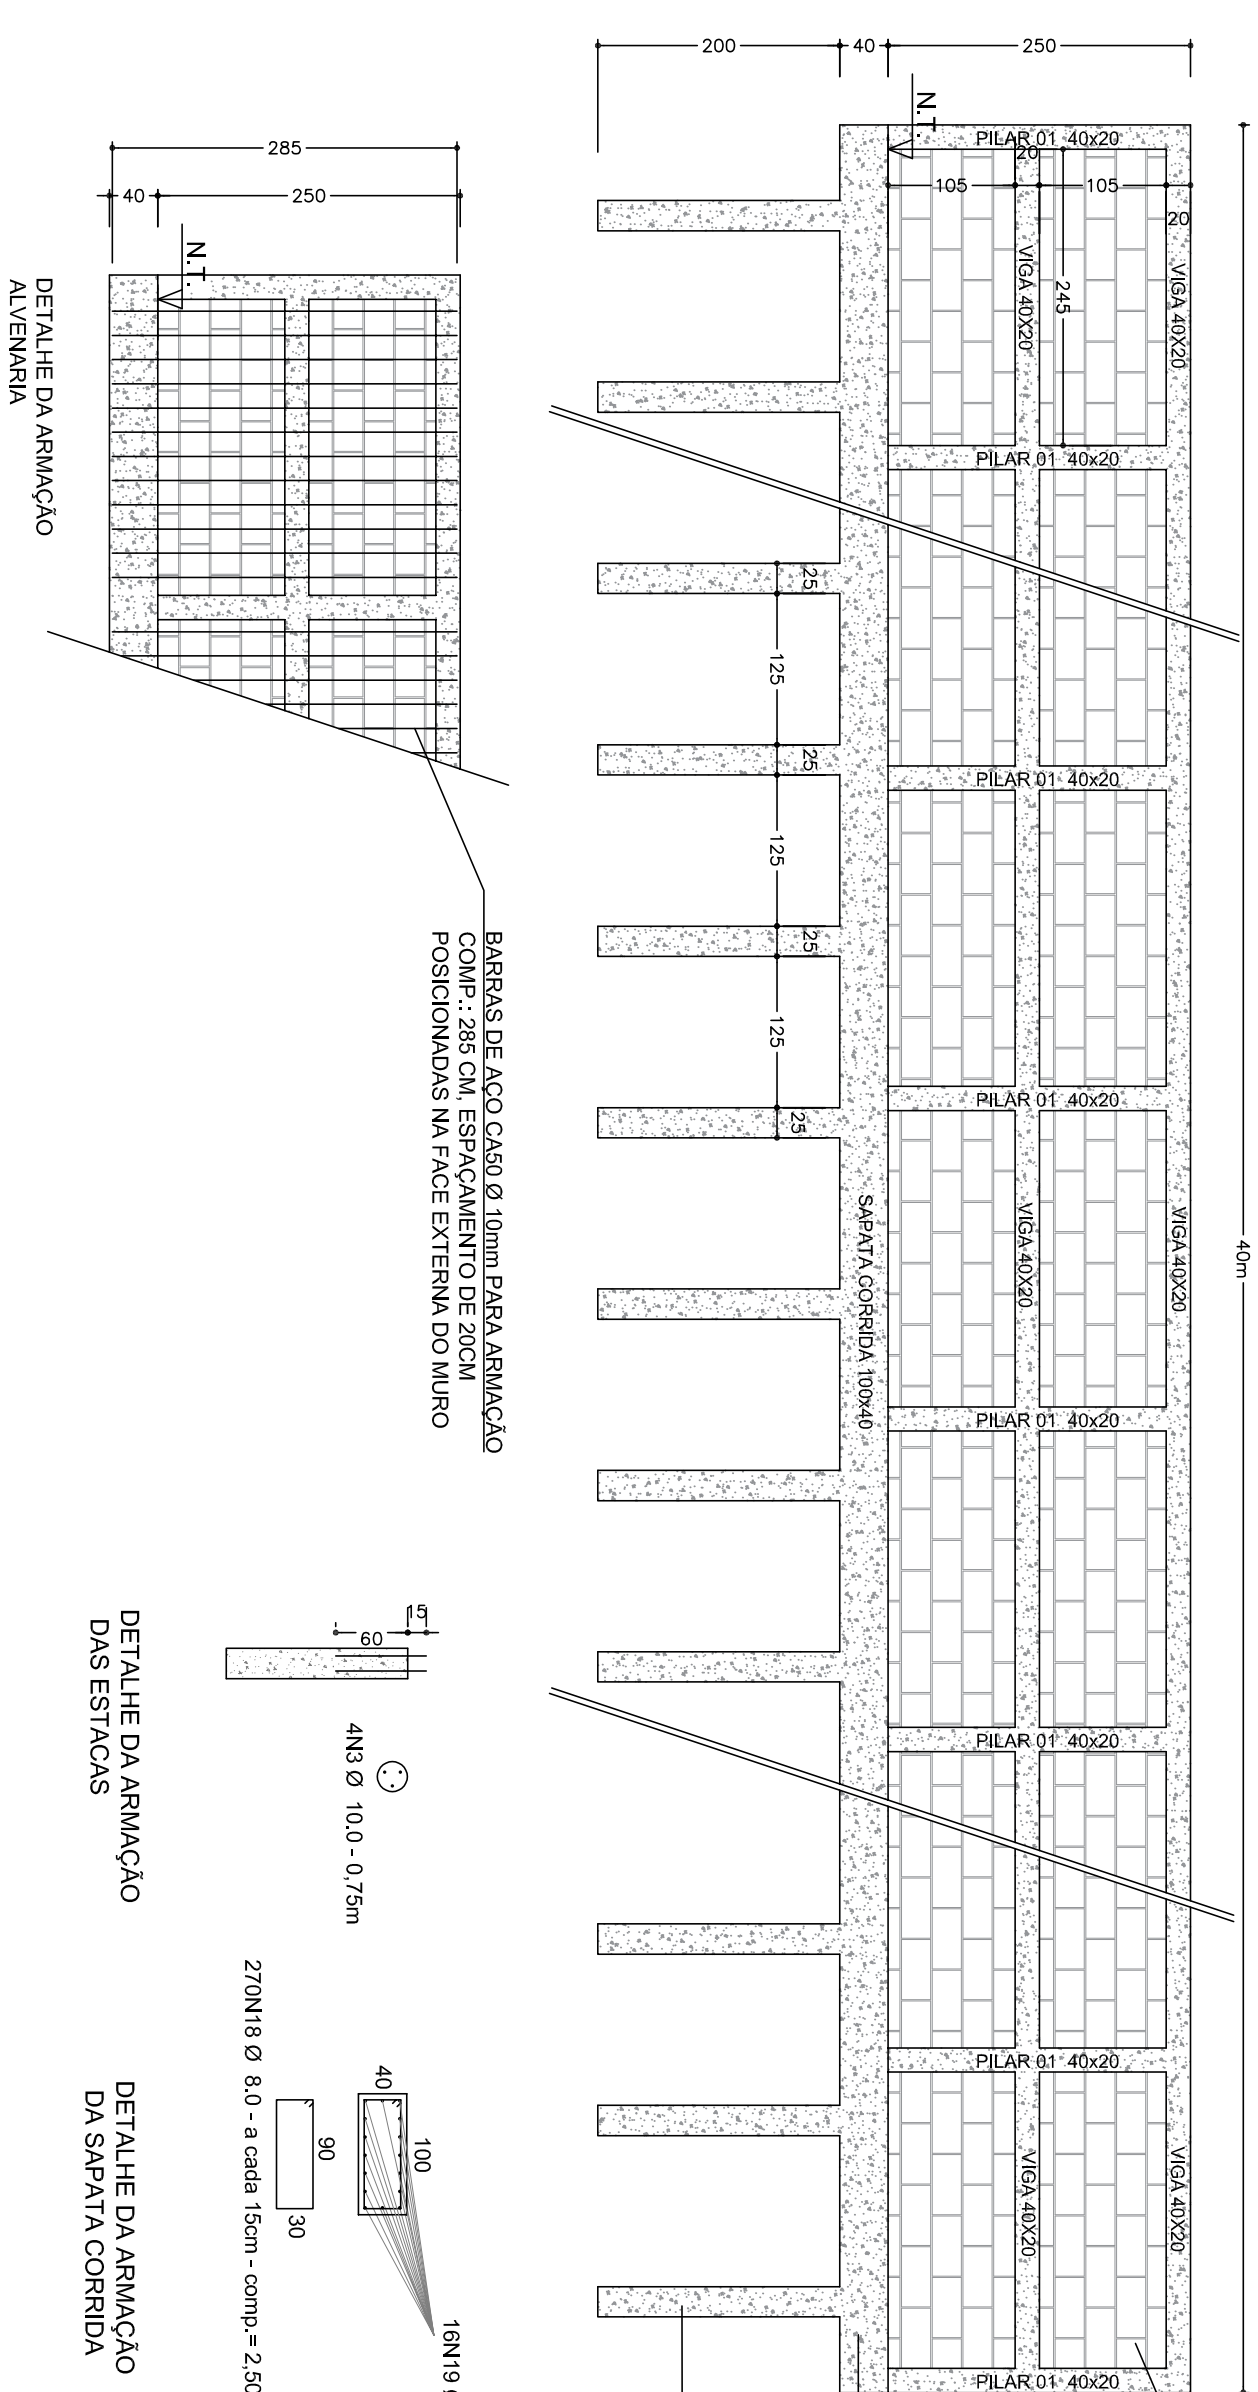 40m
250
40
200
N.T.
PILAR 01 40x20
20
105
105
20
245
VIGA 40X20
VIGA 40X20
PILAR 01 40x20
PILAR 01 40x20
PILAR 01 40x20
VIGA 40X20
VIGA 40X20
PILAR 01 40x20
PILAR 01 40x20
PILAR 01 40x20
VIGA 40X20
VIGA 40X20
PILAR 01 40x20
SAPATA CORRIDA 100x40
25
125
25
125
25
125
25
285
40
250
N.T.
DETALHE DA ARMAÇÃO
ALVENARIA
BARRAS DE AÇO CA50 Ø 10mm PARA ARMAÇÃO
COMP.: 285 CM, ESPAÇAMENTO DE 20CM
POSICIONADAS NA FACE EXTERNA DO MURO
15
60
4N3 Ø 10.0 - 0,75m
DETALHE DA ARMAÇÃO
DAS ESTACAS
16N19
100
40
90
30
270N18 Ø 8.0 - a cada 15cm - comp.= 2,50
DETALHE DA ARMAÇÃO
DA SAPATA CORRIDA